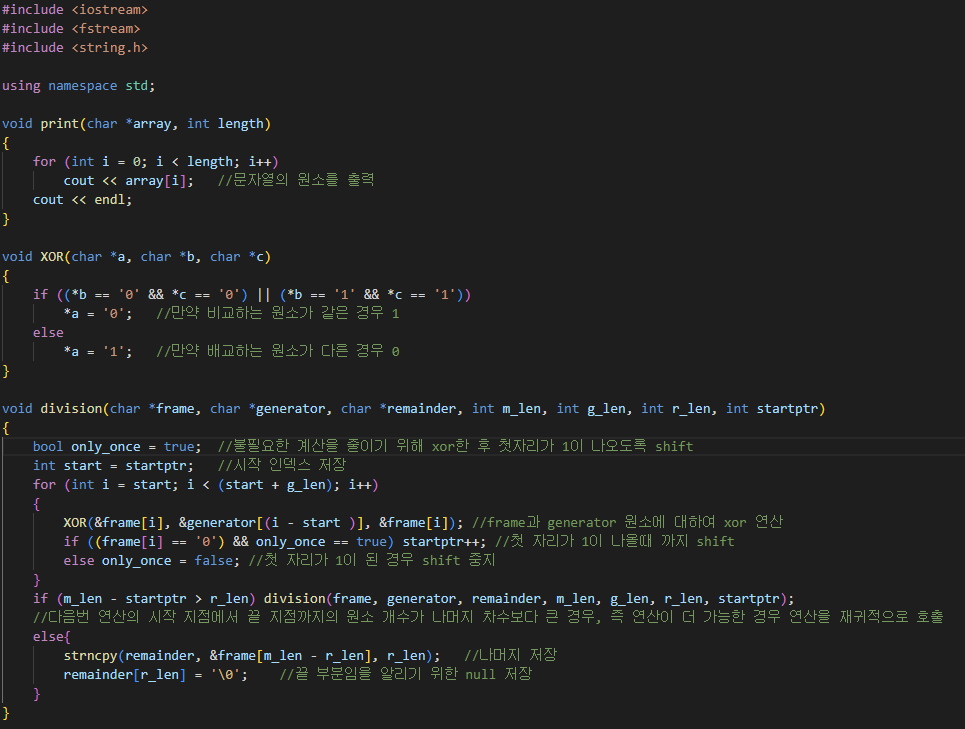 #include <iostream>
#include <fstream>
#include <string.h>
using namespace std;
void print(char *array, int length)
{
    for (int i = 0; i < length; i++)
        cout << array[i];   //문자열의 원소를 출력
    cout << endl;
}
void XOR(char *a, char *b, char *c)
{
    if ((*b == '0' && *c == '0') || (*b == '1' && *c == '1'))
        *a = '0';   //만약 비교하는 원소가 같은 경우 1
    else
        *a = '1';   //만약 배교하는 원소가 다른 경우 0
}
void division(char *frame, char *generator, char *remainder, int m_len, int g_len, int r_len, int startptr)
{
    bool only_once = true;  //불필요한 계산을 줄이기 위해 xor한 후 첫자리가 1이 나오도록 shift
    int start = startptr;   //시작 인덱스 저장
    for (int i = start; i < (start + g_len); i++)
    {
        XOR(&frame[i], &generator[(i - start )], &frame[i]); //frame과 generator 원소에 대하여 xor 연산
        if ((frame[i] == '0') && only_once == true) startptr++; //첫 자리가 1이 나올때 까지 shift
        else only_once = false; //첫 자리가 1이 된 경우 shift 중지
    }
    if (m_len - startptr > r_len) division(frame, generator, remainder, m_len, g_len, r_len, startptr);
    //다음번 연산의 시작 지점에서 끝 지점까지의 원소 개수가 나머지 차수보다 큰 경우, 즉 연산이 더 가능한 경우 연산을 재귀적으로 호출
    else{
        strncpy(remainder, &frame[m_len - r_len], r_len);   //나머지 저장
        remainder[r_len] = '\0';    //끝 부분임을 알리기 위한 null 저장
    }
}